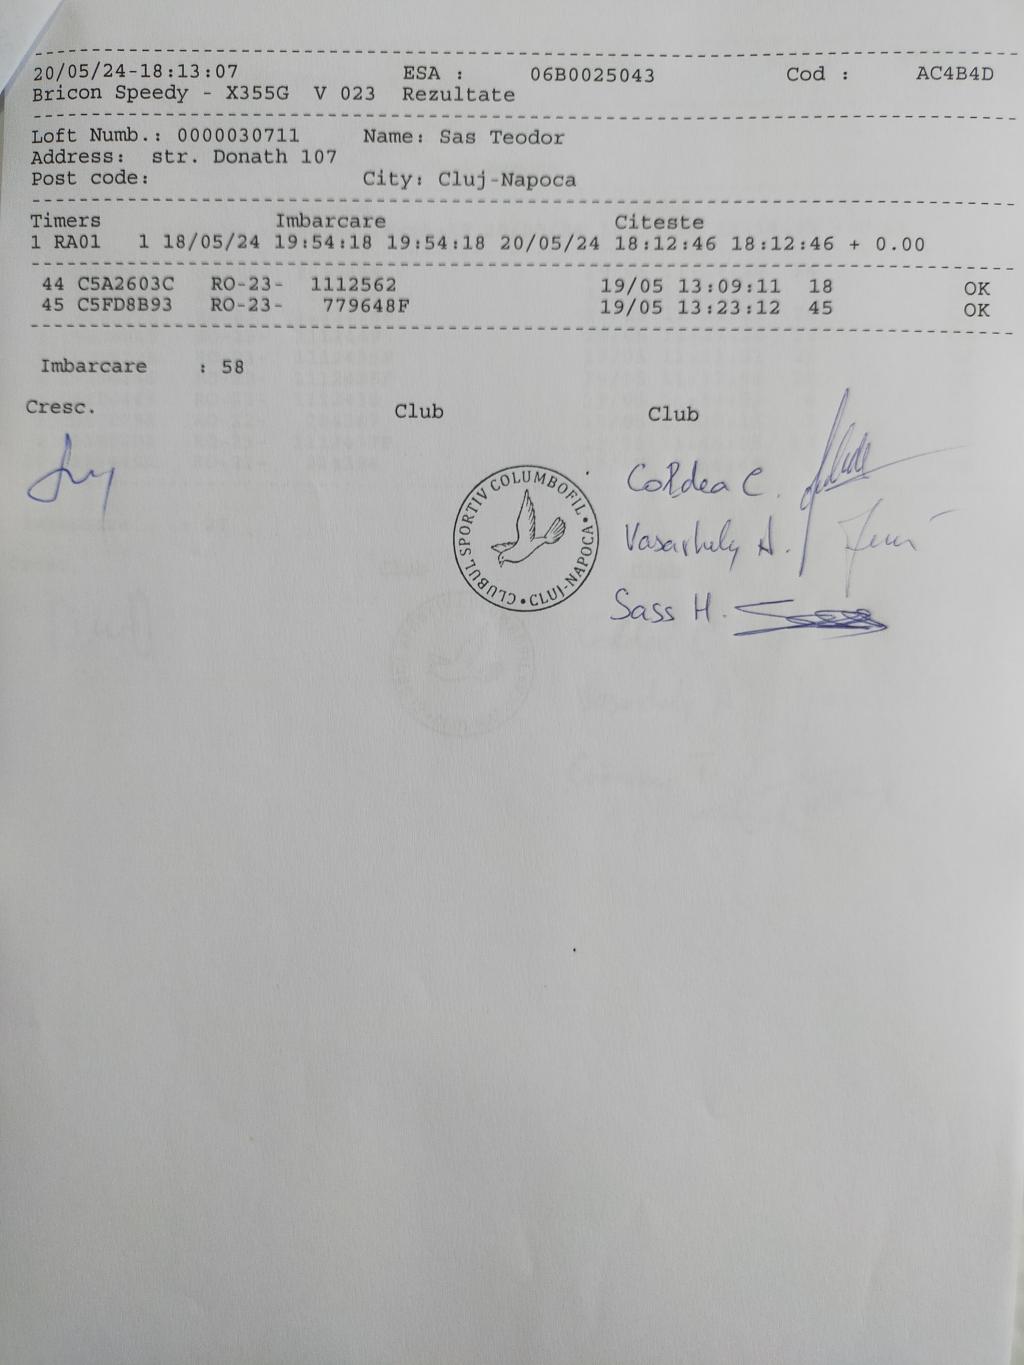 20/05/24-18:13:07 ESA : 06B0025043 Cod : AC4B4D
Bricon Speedy - X355G V 023 Rezultate
Loft Numb.: 0000030711 Name: Sas Teodor
Address: str. Donath 107
Post code: City: Cluj-Napoca
Timers Imbarcare Citeste
1 RA01 1 18/05/24 19:54:18 19:54:18 20/05/24 18:12:46 18:12:46 + 0.00
44 C5A2603C RO-23- 1112562 19/05 13:09:11 18 OK
45 C5FD8B93 RO-23- 779648F 19/05 13:23:12 45 OK
Imbarcare : 58
Cresc. Club Club
CLUBUL SPORTIV COLUMBOFIL • CLUJ-NAPOCA •
Coldea C.
Vasarhely A.
Sass H.